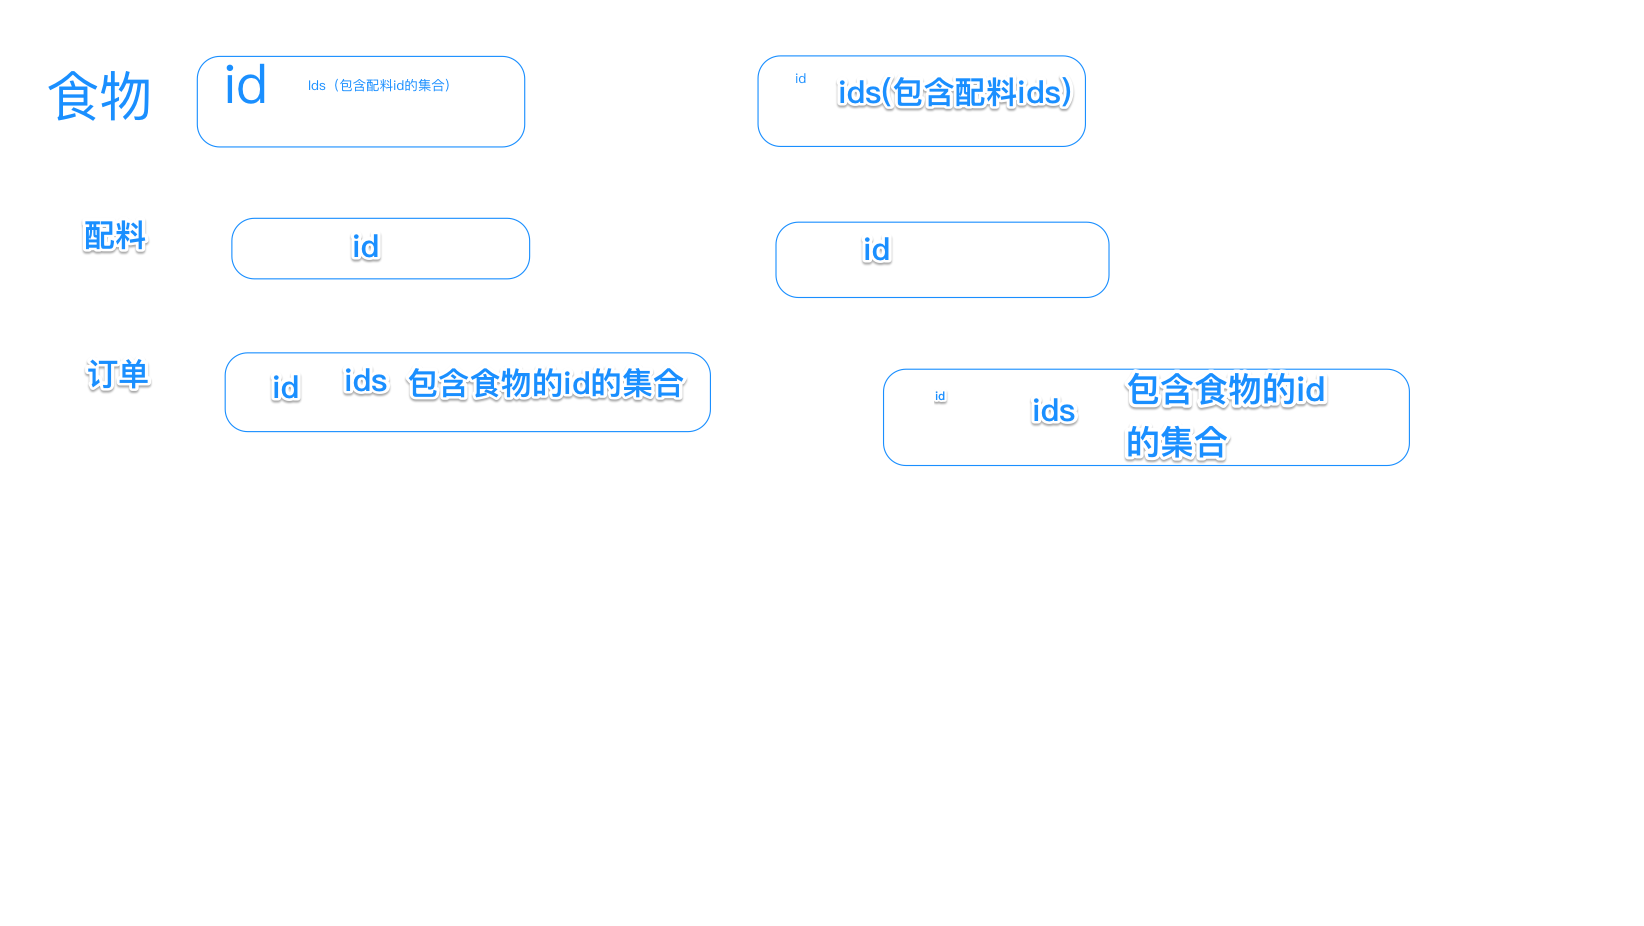 食物
id
Ids（包含配料id的集合）
id
ids(包含配料ids)
配料
id
id
订单
id
ids
包含食物的id的集合
id
ids
包含食物的id
的集合